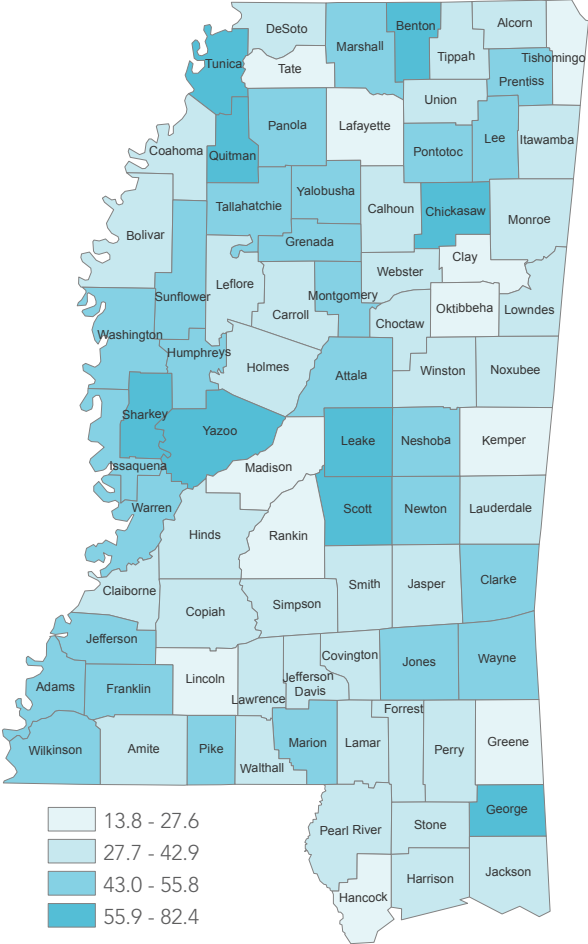 DeSoto
Benton
Alcorn
Marshall
Tippah
Tishomingo
Tunica
Tate
Prentiss
Union
Panola
Lafayette
Lee
Itawamba
Coahoma
Quitman
Pontotoc
Yalobusha
Tallahatchie
Calhoun
Chickasaw
Monroe
Bolivar
Grenada
Clay
Webster
Leflore
Sunflower
Montgomery
Oktibbeha
Lowndes
Carroll
Choctaw
Washington
Humphreys
Holmes
Attala
Winston
Noxubee
Sharkey
Yazoo
Leake
Neshoba
Kemper
Issaquena
Madison
Warren
Scott
Newton
Lauderdale
Hinds
Rankin
Claiborne
Smith
Jasper
Clarke
Copiah
Simpson
Jefferson
Covington
Jones
Wayne
Lincoln
Jefferson
Davis
Adams
Franklin
Lawrence
Forrest
Wilkinson
Amite
Pike
Marion
Lamar
Perry
Greene
Walthall
George
13.8 - 27.6
Pearl River
Stone
27.7 - 42.9
Jackson
Harrison
43.0 - 55.8
Hancock
55.9 - 82.4